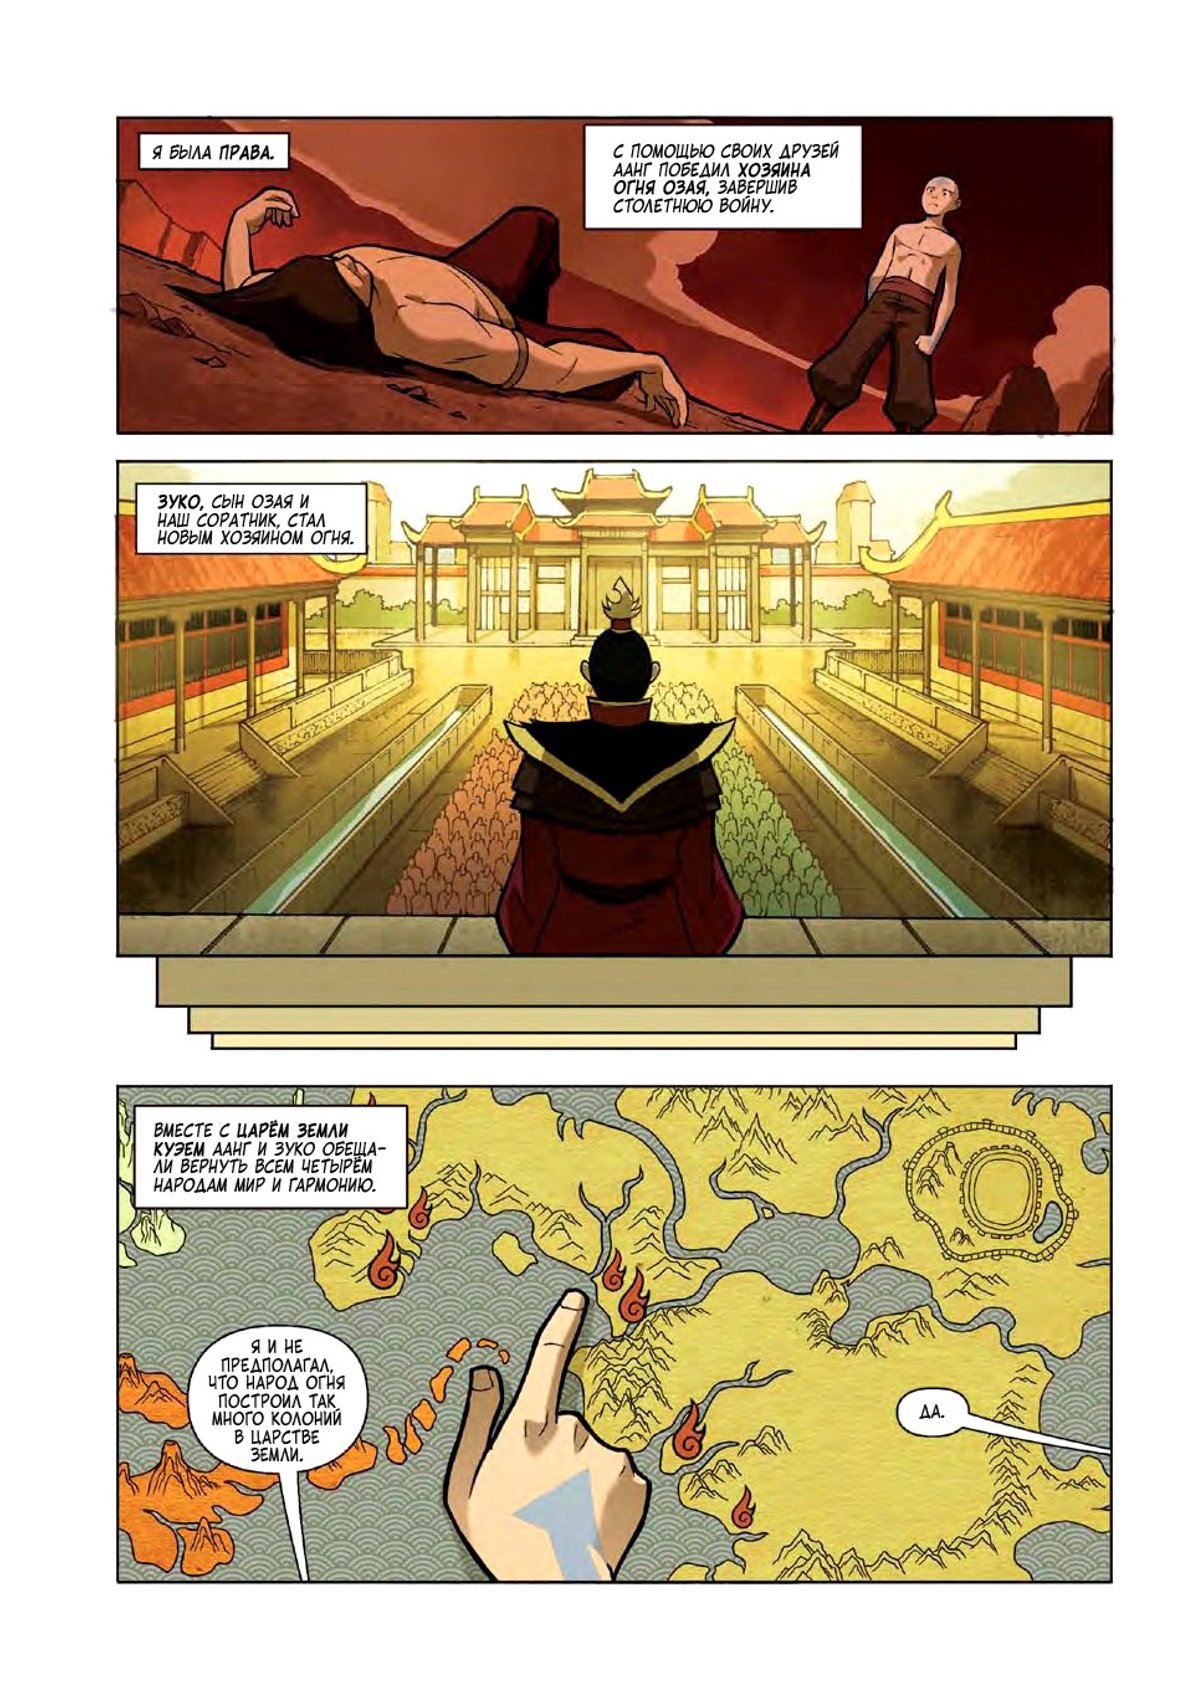 Я БЫЛА ПРАВА.
С ПОМОЩЬЮ СВОИХ ДРУЗЕЙ
ААНГ ПОБЕДИЛ ХОЗЯИНА
ОГНЯ ОЗАЯ, ЗАВЕРШИВ
СТОЛЕТНЮЮ ВОЙНУ.
ЗУКО, СЫН ОЗАЯ И
НАШ СОРАТНИК, СТАЛ
НОВЫМ ХОЗЯИНОМ ОГНЯ.
ВМЕСТЕ С ЦАРЁМ ЗЕМЛИ
КУЭЕМ ААНГ И ЗУКО ОБЕЩА-
ЛИ ВЕРНУТЬ ВСЕМ ЧЕТЫРЁМ
НАРОДАМ МИР И ГАРМОНИЮ.
Я И НЕ
ПРЕДПОЛАГАЛ,
ЧТО НАРОД ОГНЯ
ПОСТРОИЛ ТАК
МНОГО КОЛОНИЙ
В ЦАРСТВЕ
ЗЕМЛИ.
ДА.